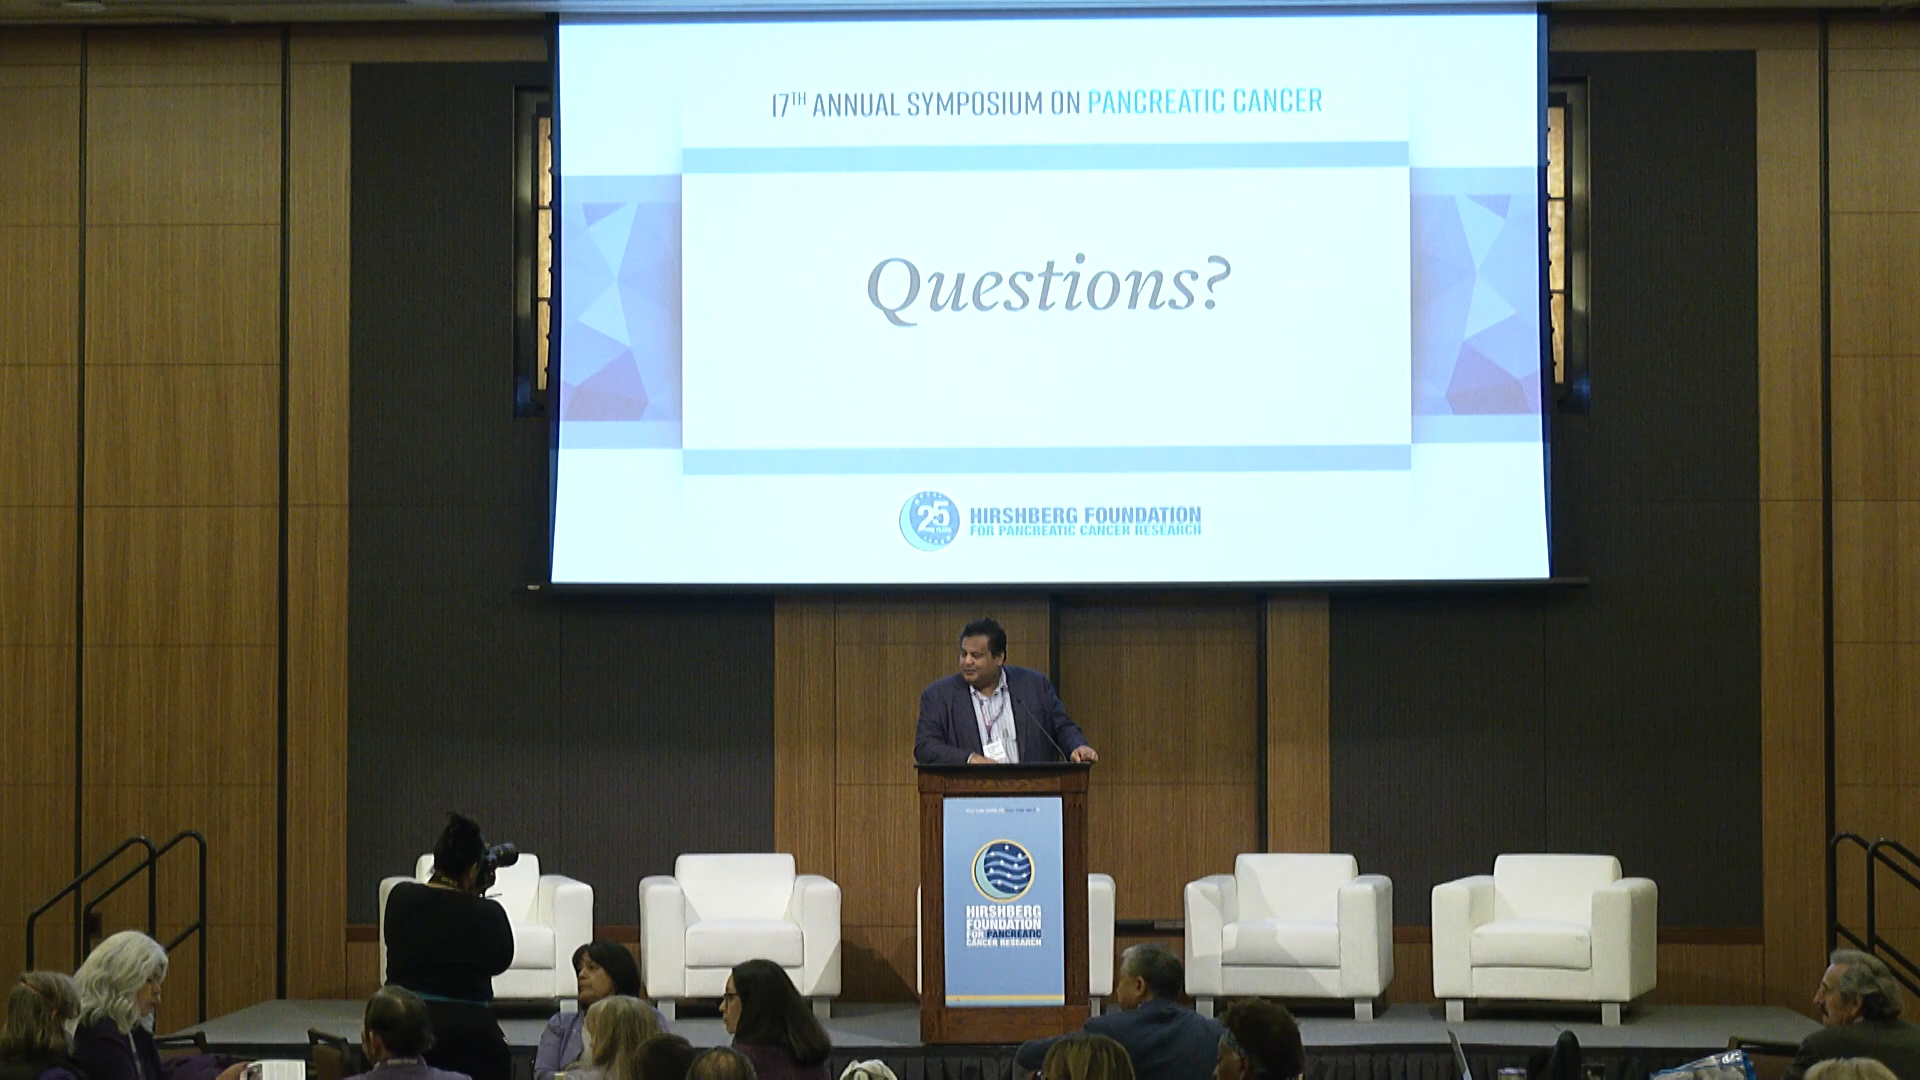 17TH ANNUAL SYMPOSIUM ON PANCREATIC CANCER
Questions?
25
YEARS
HIRSHBERG FOUNDATION
FOR PANCREATIC CANCER RESEARCH
HIRSHBERG
FOUNDATION
FOR PANCREATIC
CANCER RESEARCH